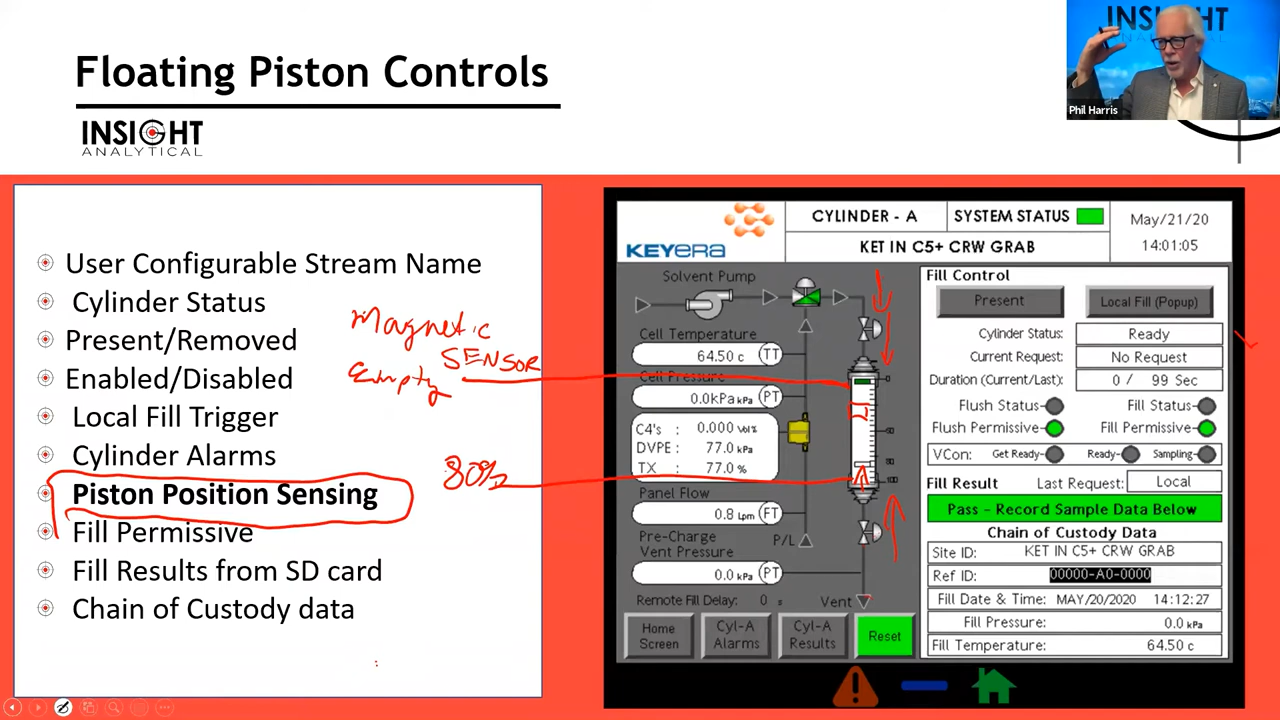 INSIGHT
Phil Harris
Floating Piston Controls
INSIGHT
ANALYTICAL
User Configurable Stream Name
Cylinder Status
Present/Removed
Enabled/Disabled
Local Fill Trigger
Cylinder Alarms
Piston Position Sensing
Fill Permissive
Fill Results from SD card
Chain of Custody data
Magnetic
SENSOR
Empty
80%
KEYERA
CYLINDER - A
SYSTEM STATUS
KET IN C5+ CRW GRAB
May/21/20
14:01:05
Solvent Pump
Cell Temperature
64.50 c TT
Cell Pressure
0.0kPa kPa PT
C4's : 0.000 Vol%
DVPE : 77.0 kPa
TX : 77.0 %
Panel Flow
0.8 Lpm FT
Pre-Charge
Vent Pressure
P/L
0.0 kPa PT
Remote Fill Delay: 0 s
Vent
Home
Screen
Cyl-A
Alarms
Cyl-A
Results
Reset
Fill Control
Present
Local Fill (Popup)
Cylinder Status: Ready
Current Request: No Request
Duration (Current/Last): 0 / 99 Sec
Flush Status Fill Status
Flush Permissive Fill Permissive
VCon: Get Ready Ready Sampling
Fill Result Last Request: Local
Pass - Record Sample Data Below
Chain of Custody Data
Site ID: KET IN C5+ CRW GRAB
Ref ID: 00000-A0-0000
Fill Date & Time: MAY/20/2020 14:12:27
Fill Pressure: 0.0 kPa
Fill Temperature: 64.50 c